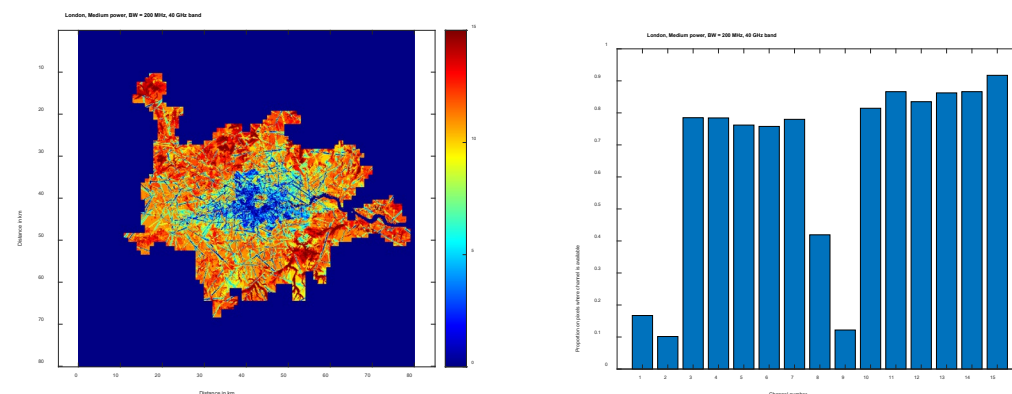 London, Medium power, BW = 200 MHz, 40 GHz band
15
10
5
0
10
20
30
40
50
60
70
80
Distance in km
0 10 20 30 40 50 60 70 80
Distance in km
London, Medium power, BW = 200 MHz, 40 GHz band
1
0.9
0.8
0.7
0.6
0.5
0.4
0.3
0.2
0.1
0
Proportion on pixels where channel is available
1 2 3 4 5 6 7 8 9 10 11 12 13 14 15
Channel number